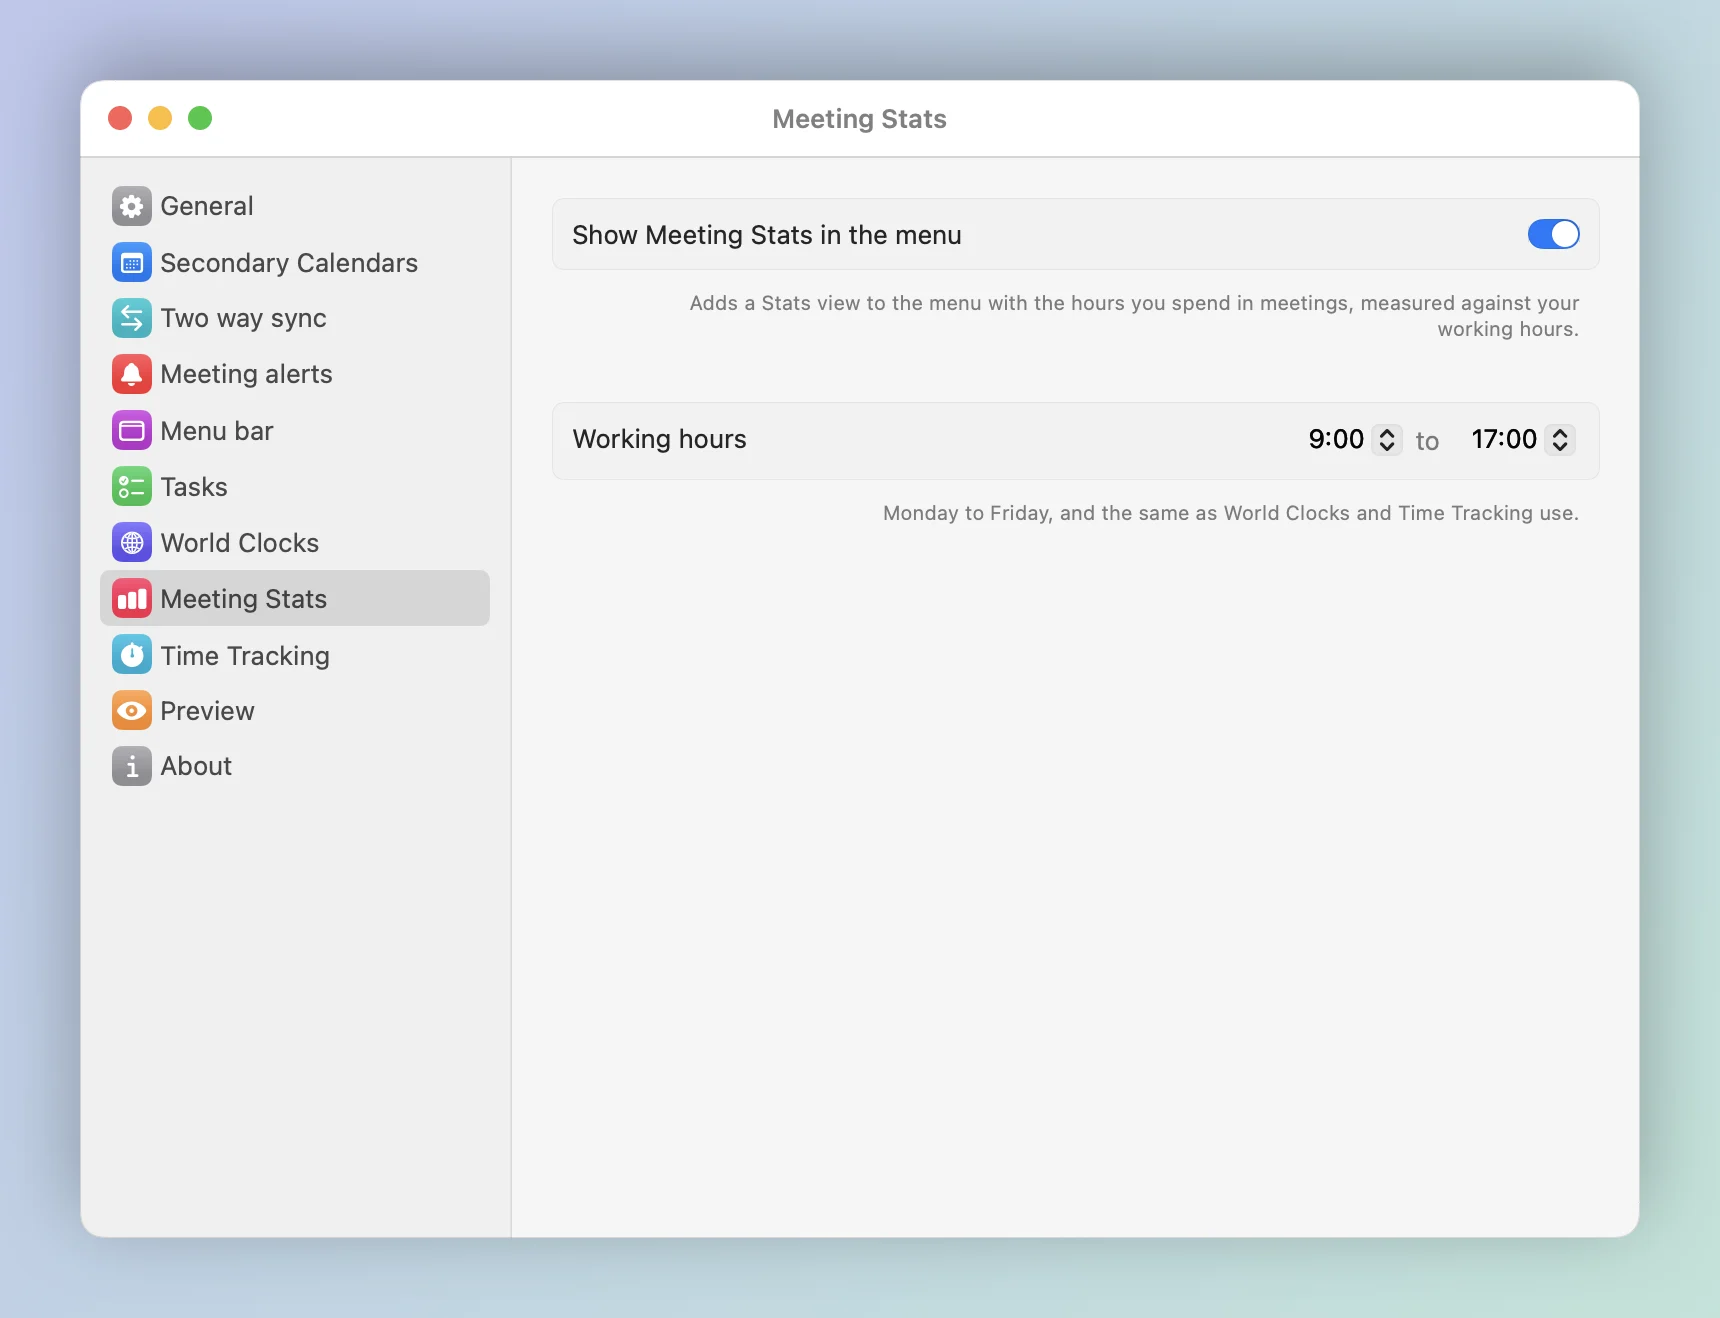 Meeting Stats
General
Secondary Calendars
Two way sync
Meeting alerts
Menu bar
Tasks
World Clocks
Meeting Stats
Time Tracking
Preview
About
Show Meeting Stats in the menu
Adds a Stats view to the menu with the hours you spend in meetings, measured against your
working hours.
Working hours 9:00 to 17:00
Monday to Friday, and the same as World Clocks and Time Tracking use.